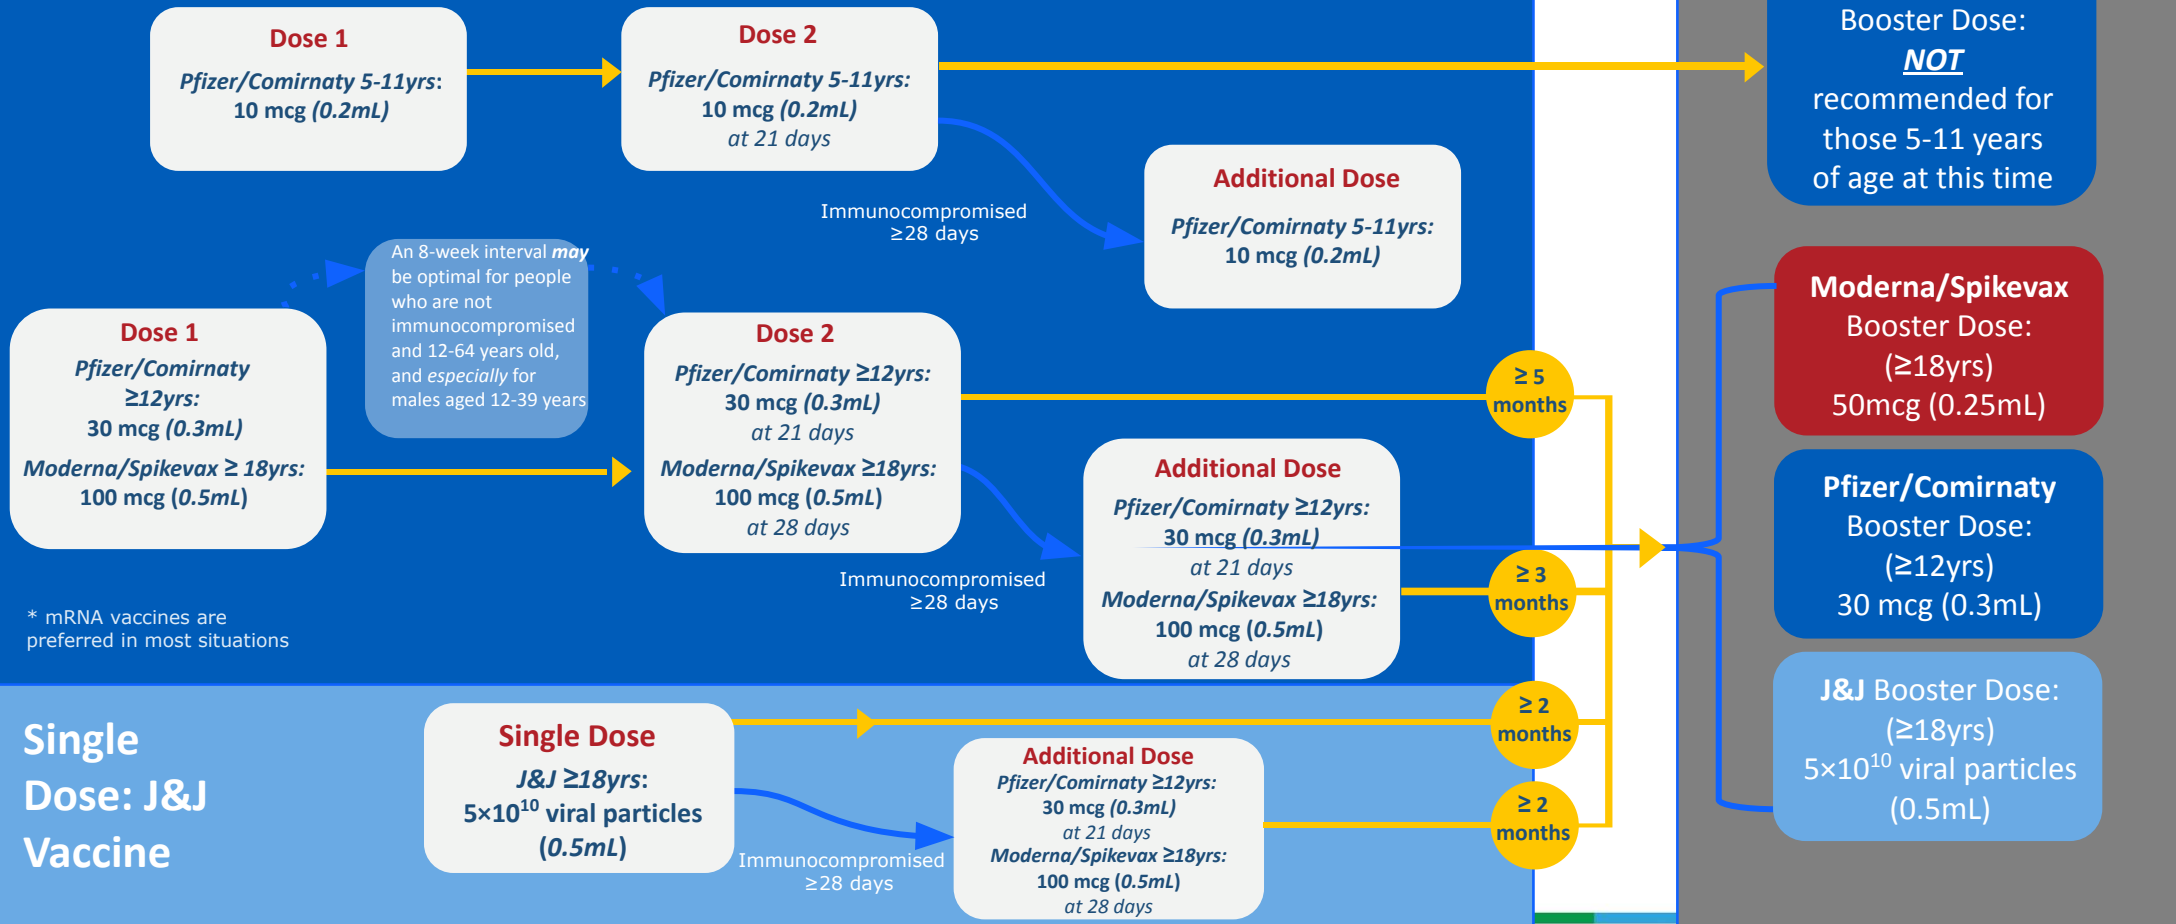 Dose 1
Pfizer/Comirnaty 5-11yrs:
10 mcg (0.2mL)
Dose 2
Pfizer/Comirnaty 5-11yrs:
10 mcg (0.2mL)
at 21 days
Immunocompromised
≥28 days
Additional Dose
Pfizer/Comirnaty 5-11yrs:
10 mcg (0.2mL)
Booster Dose:
NOT
recommended for
those 5-11 years
of age at this time
An 8-week interval may
be optimal for people
who are not
immunocompromised
and 12-64 years old,
and especially for
males aged 12-39 years
Dose 1
Pfizer/Comirnaty
≥12yrs:
30 mcg (0.3mL)
Moderna/Spikevax ≥ 18yrs:
100 mcg (0.5mL)
Dose 2
Pfizer/Comirnaty ≥12yrs:
30 mcg (0.3mL)
at 21 days
Moderna/Spikevax ≥18yrs:
100 mcg (0.5mL)
at 28 days
Immunocompromised
≥28 days
Additional Dose
Pfizer/Comirnaty ≥12yrs:
30 mcg (0.3mL)
at 21 days
Moderna/Spikevax ≥18yrs:
100 mcg (0.5mL)
at 28 days
≥ 5
months
≥ 3
months
* mRNA vaccines are
preferred in most situations
Single
Dose: J&J
Vaccine
Single Dose
J&J ≥18yrs:
5×10¹⁰ viral particles
(0.5mL)
Immunocompromised
≥28 days
Additional Dose
Pfizer/Comirnaty ≥12yrs:
30 mcg (0.3mL)
at 21 days
Moderna/Spikevax ≥18yrs:
100 mcg (0.5mL)
at 28 days
≥ 2
months
≥ 2
months
Moderna/Spikevax
Booster Dose:
(≥18yrs)
50mcg (0.25mL)
Pfizer/Comirnaty
Booster Dose:
(≥12yrs)
30 mcg (0.3mL)
J&J Booster Dose:
(≥18yrs)
5×10¹⁰ viral particles
(0.5mL)